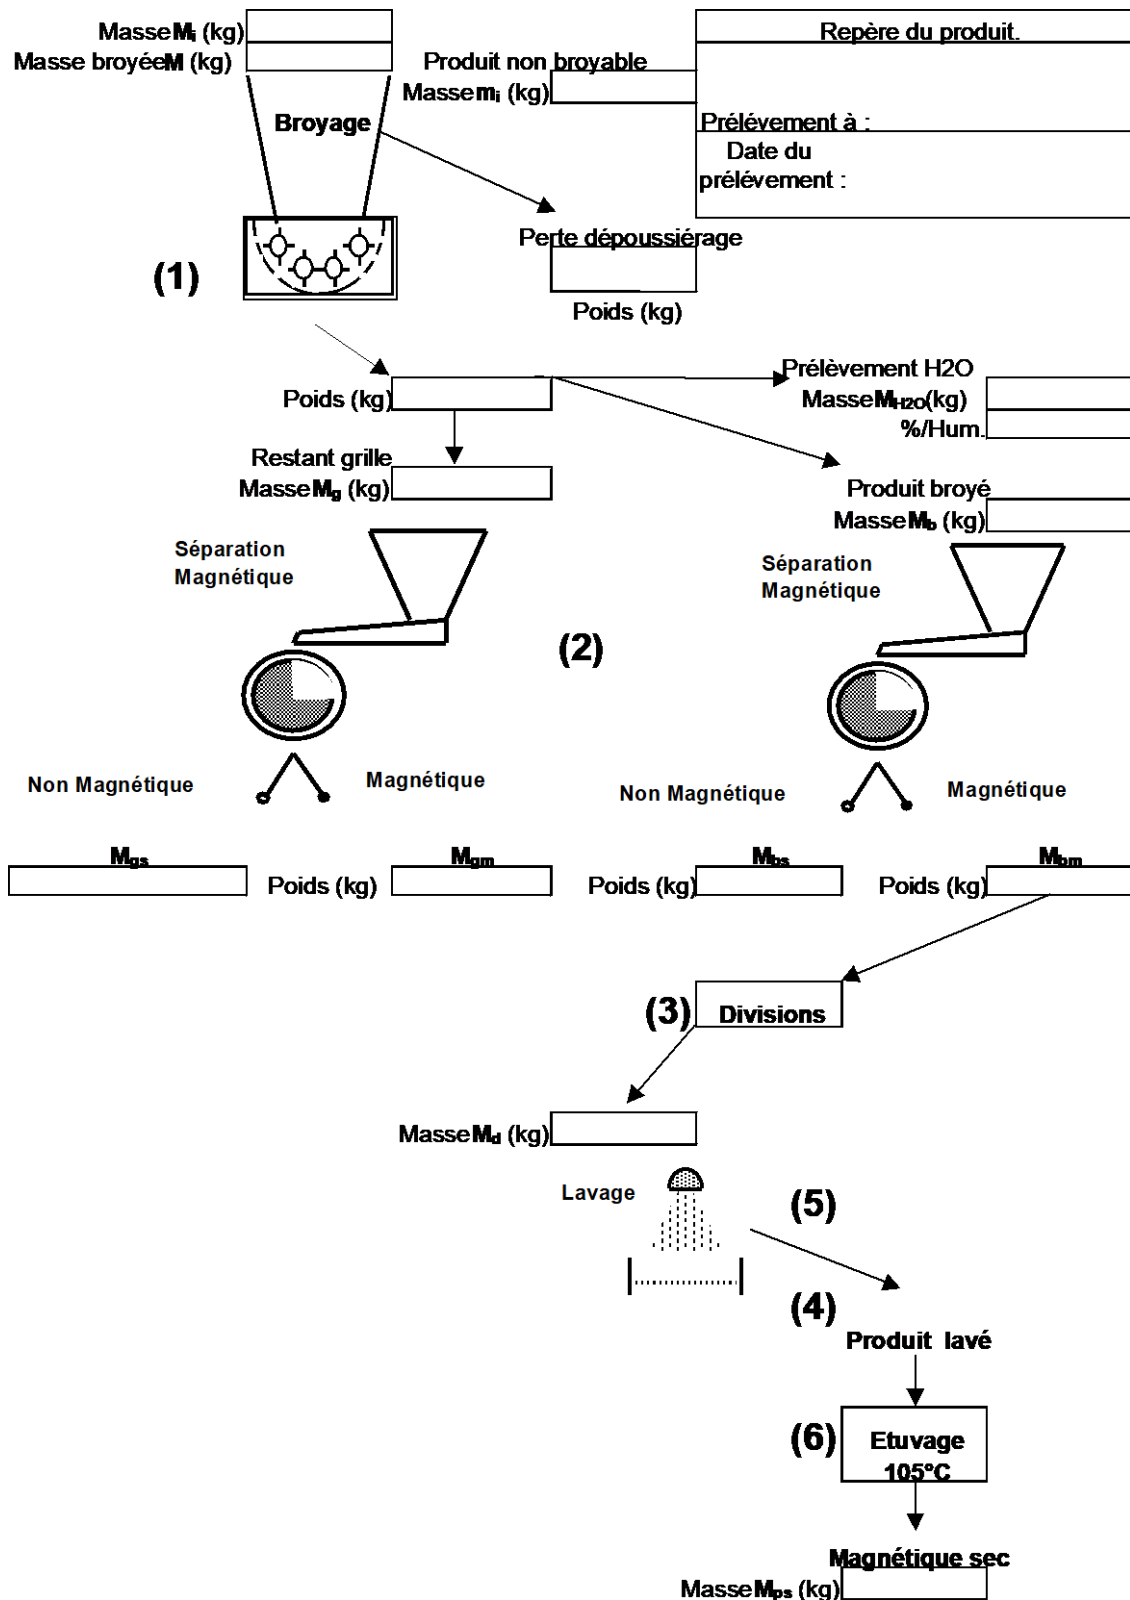 Masse Mi (kg)
Repère du produit.
Masse broyée M (kg)
Produit non broyable
Masse mi (kg)
Broyage
Prélévement à :
Date du
prélévement :
Perte dépoussiérage
(1)
Poids (kg)
Prélèvement H2O
Poids (kg)
Masse MH2O(kg)
%/Hum.
Restant grille
Masse Mg (kg)
Produit broyé
Masse Mb (kg)
Séparation
Magnétique
Séparation
Magnétique
(2)
Non Magnétique
Magnétique
Non Magnétique
Magnétique
Mgs
Mgm
Mbs
Mbm
Poids (kg)
Poids (kg)
Poids (kg)
(3)
Divisions
Masse Md (kg)
Lavage
(5)
(4)
Produit lavé
(6)
Etuvage
105°C
Magnétique sec
Masse Mps (kg)